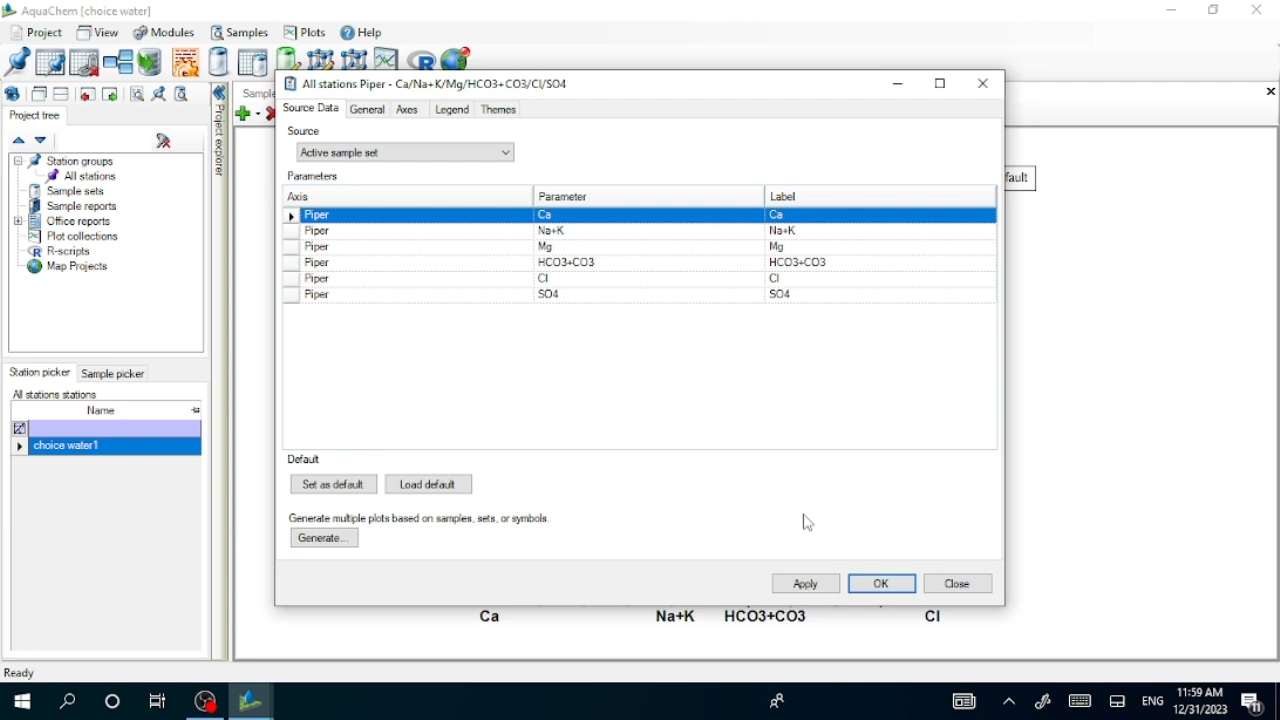 AquaChem [choice water]
Project View Modules Samples Plots Help
All stations Piper - Ca/Na+K/Mg/HCO3+CO3/Cl/SO4
Sample
Project tree
Project explorer
Source Data General Axes Legend Themes
Source
Active sample set
Parameters
Axis Parameter Label
Piper Ca Ca
Piper Na+K Na+K
Piper Mg Mg
Piper HCO3+CO3 HCO3+CO3
Piper Cl Cl
Piper SO4 SO4
Station groups
All stations
Sample sets
Sample reports
Office reports
Plot collections
R-scripts
Map Projects
fault
Station picker Sample picker
All stations stations
Name
choice water1
Default
Set as default Load default
Generate multiple plots based on samples, sets, or symbols.
Generate...
Apply OK Close
Ca Na+K HCO3+CO3 Cl
Ready
ENG 11:59 AM
12/31/2023
11